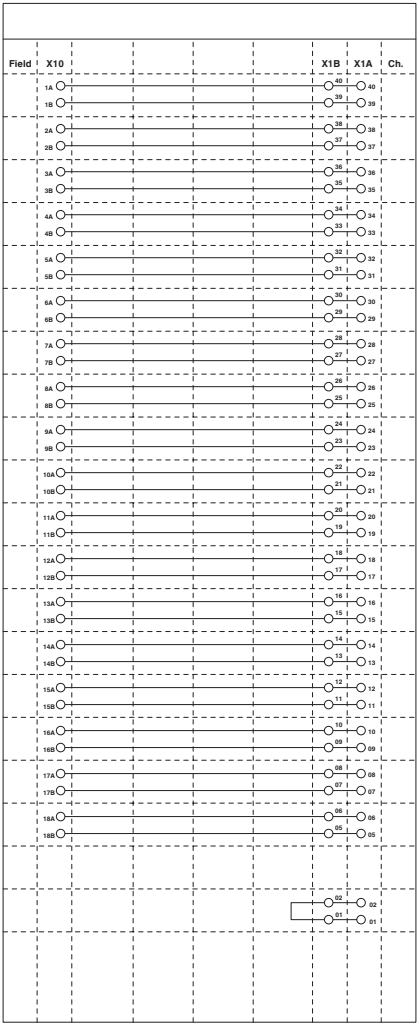 Field X10 X1B X1A Ch.
1A 40 40
1B 39 39
2A 38 38
2B 37 37
3A 36 36
3B 35 35
4A 34 34
4B 33 33
5A 32 32
5B 31 31
6A 30 30
6B 29 29
7A 28 28
7B 27 27
8A 26 26
8B 25 25
9A 24 24
9B 23 23
10A 22 22
10B 21 21
11A 20 20
11B 19 19
12A 18 18
12B 17 17
13A 16 16
13B 15 15
14A 14 14
14B 13 13
15A 12 12
15B 11 11
16A 10 10
16B 09 09
17A 08 08
17B 07 07
18A 06 06
18B 05 05
02 02
01 01